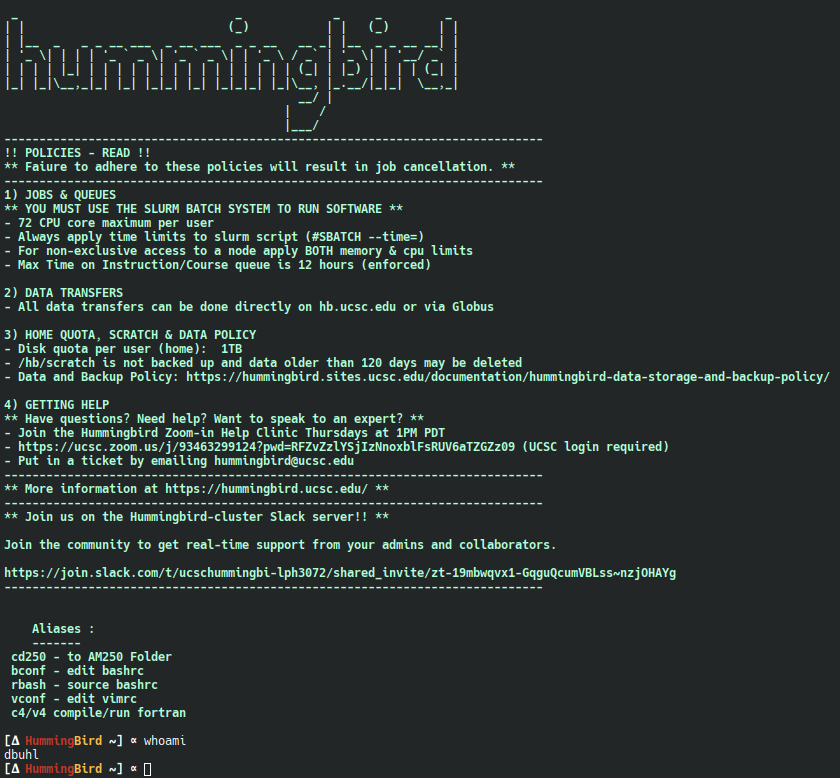 hummingbird
------------------------------------------------------------------------------
!! POLICIES - READ !!
** Faiure to adhere to these policies will result in job cancellation. **
------------------------------------------------------------------------------
1) JOBS & QUEUES
** YOU MUST USE THE SLURM BATCH SYSTEM TO RUN SOFTWARE **
- 72 CPU core maximum per user
- Always apply time limits to slurm script (#SBATCH --time=)
- For non-exclusive access to a node apply BOTH memory & cpu limits
- Max Time on Instruction/Course queue is 12 hours (enforced)
2) DATA TRANSFERS
- All data transfers can be done directly on hb.ucsc.edu or via Globus
3) HOME QUOTA, SCRATCH & DATA POLICY
- Disk quota per user (home):  1TB
- /hb/scratch is not backed up and data older than 120 days may be deleted
- Data and Backup Policy: https://hummingbird.sites.ucsc.edu/documentation/hummingbird-data-storage-and-backup-policy/
4) GETTING HELP
** Have questions? Need help? Want to speak to an expert? **
- Join the Hummingbird Zoom-in Help Clinic Thursdays at 1PM PDT
- https://ucsc.zoom.us/j/93463299124?pwd=RFZvZzlYSjIzNnoxblFsRUV6aTZGZz09 (UCSC login required)
- Put in a ticket by emailing hummingbird@ucsc.edu
------------------------------------------------------------------------------
** More information at https://hummingbird.ucsc.edu/ **
------------------------------------------------------------------------------
** Join us on the Hummingbird-cluster Slack server!! **
Join the community to get real-time support from your admins and collaborators.
https://join.slack.com/t/ucschummingbi-lph3072/shared_invite/zt-19mbwqvx1-GqguQcumVBLss~nzjOHAYg
------------------------------------------------------------------------------
Aliases :
-------
cd250 - to AM250 Folder
bconf - edit bashrc
rbash - source bashrc
vconf - edit vimrc
c4/v4 compile/run fortran
[Δ HummingBird ~] ∝ whoami
dbuhl
[Δ HummingBird ~] ∝